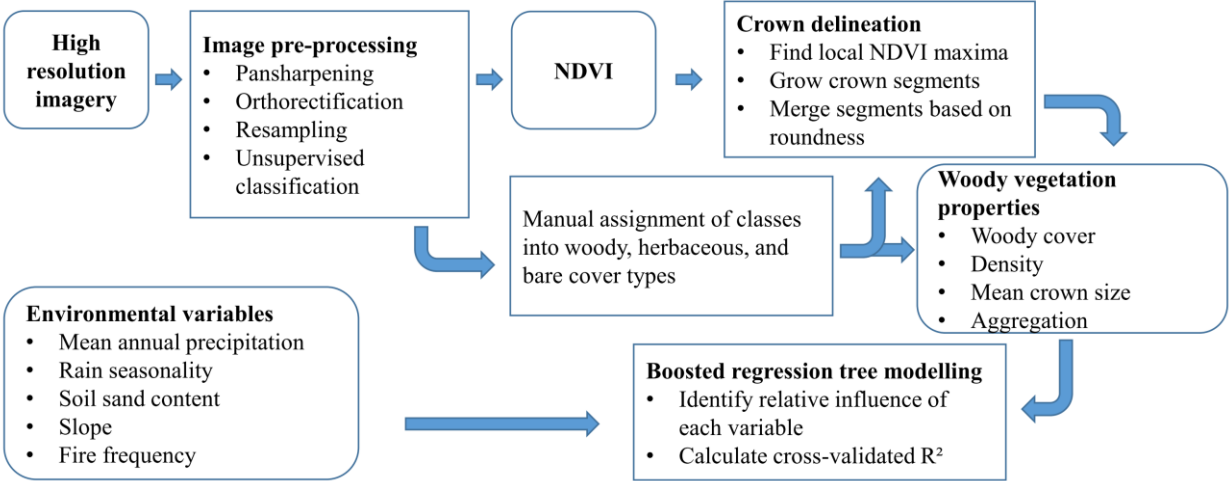 High
resolution
imagery
Image pre-processing
• Pansharpening
• Orthorectification
• Resampling
• Unsupervised
classification
NDVI
Crown delineation
• Find local NDVI maxima
• Grow crown segments
• Merge segments based on
roundness
Manual assignment of classes
into woody, herbaceous, and
bare cover types
Woody vegetation
properties
• Woody cover
• Density
• Mean crown size
• Aggregation
Environmental variables
• Mean annual precipitation
• Rain seasonality
• Soil sand content
• Slope
• Fire frequency
Boosted regression tree modelling
• Identify relative influence of
each variable
• Calculate cross-validated R²